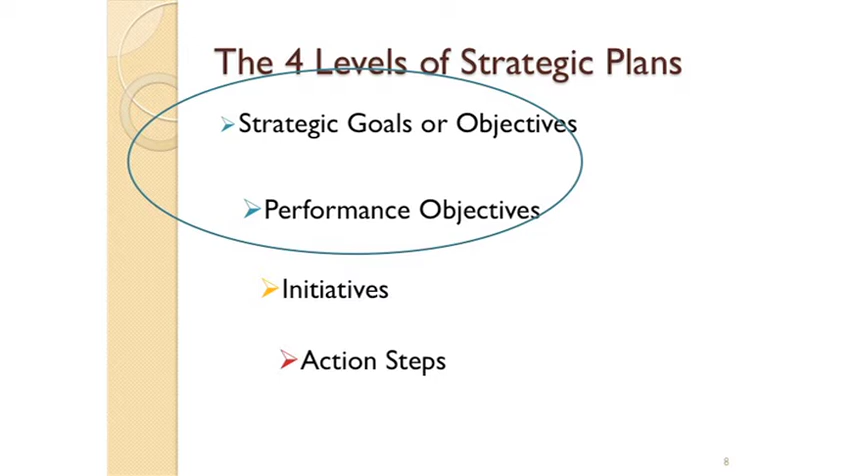 The 4 Levels of Strategic Plans
Strategic Goals or Objectives
Performance Objectives
Initiatives
Action Steps
8